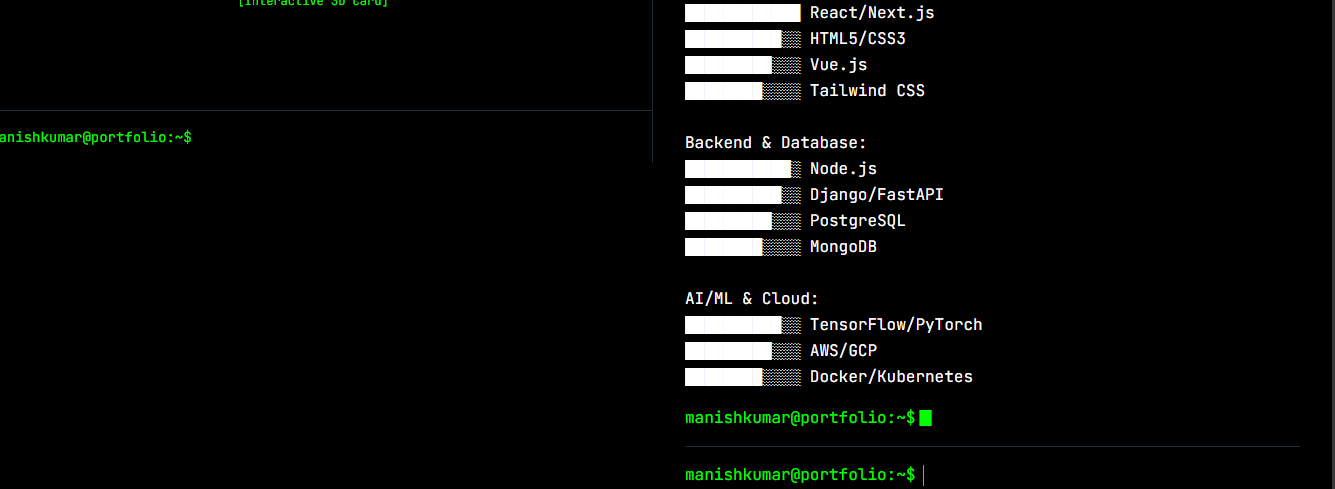 [Interactive 3D Card]
anishkumar@portfolio:~$
████████████ React/Next.js
██████████▒▒ HTML5/CSS3
█████████▒▒▒ Vue.js
████████▒▒▒▒ Tailwind CSS
Backend & Database:
███████████▒ Node.js
██████████▒▒ Django/FastAPI
█████████▒▒▒ PostgreSQL
████████▒▒▒▒ MongoDB
AI/ML & Cloud:
██████████▒▒ TensorFlow/PyTorch
█████████▒▒▒ AWS/GCP
████████▒▒▒▒ Docker/Kubernetes
manishkumar@portfolio:~$
manishkumar@portfolio:~$